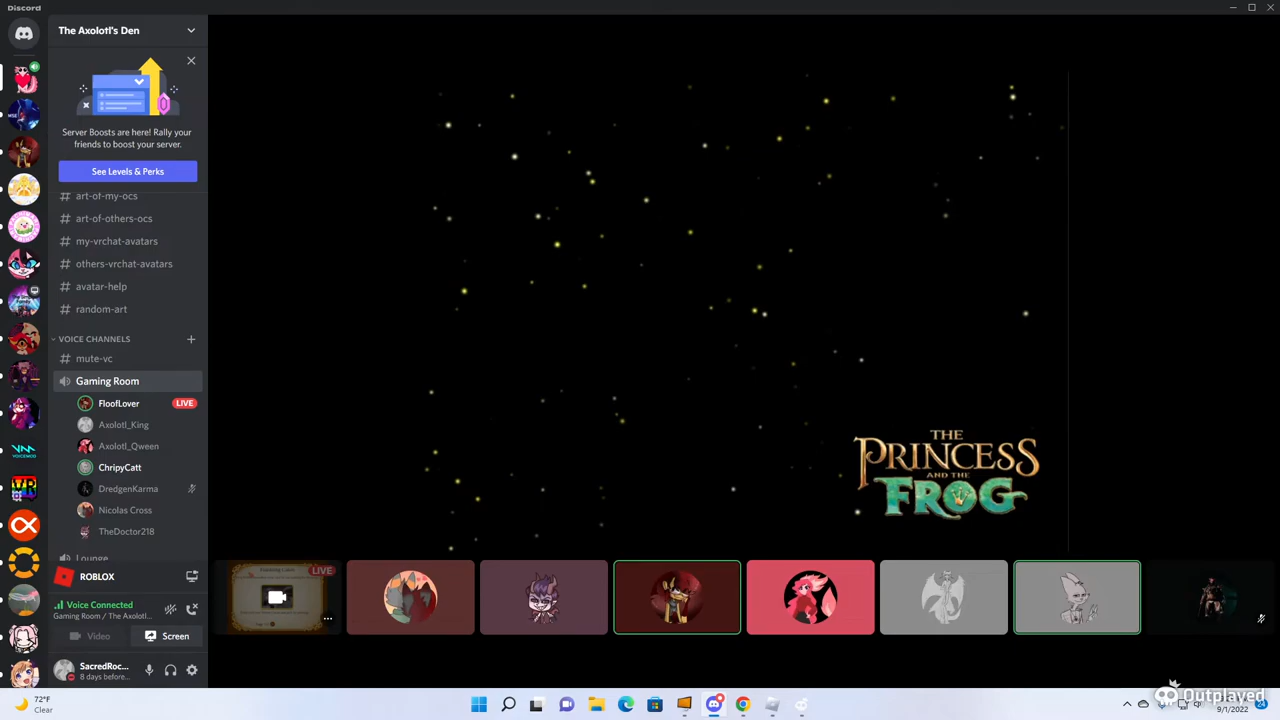 Discord
The Axolotl's Den
Server Boosts are here! Rally your
friends to boost your server.
See Levels & Perks
# art-of-my-ocs
# art-of-others-ocs
# my-vrchat-avatars
# others-vrchat-avatars
# avatar-help
# random-art
VOICE CHANNELS
# mute-vc
Gaming Room
FloofLover LIVE
Axolotl_King
Axolotl_Qween
ChripyCatt
DredgenKarma
Nicolas Cross
TheDoctor218
Lounge
ROBLOX
Voice Connected
Gaming Room / The Axolotl...
Video
Screen
SacredRoc...
8 days before...
THE
PRINCESS
AND THE
FROG
LIVE
72°F
Clear
Outplayed
9/1/2022